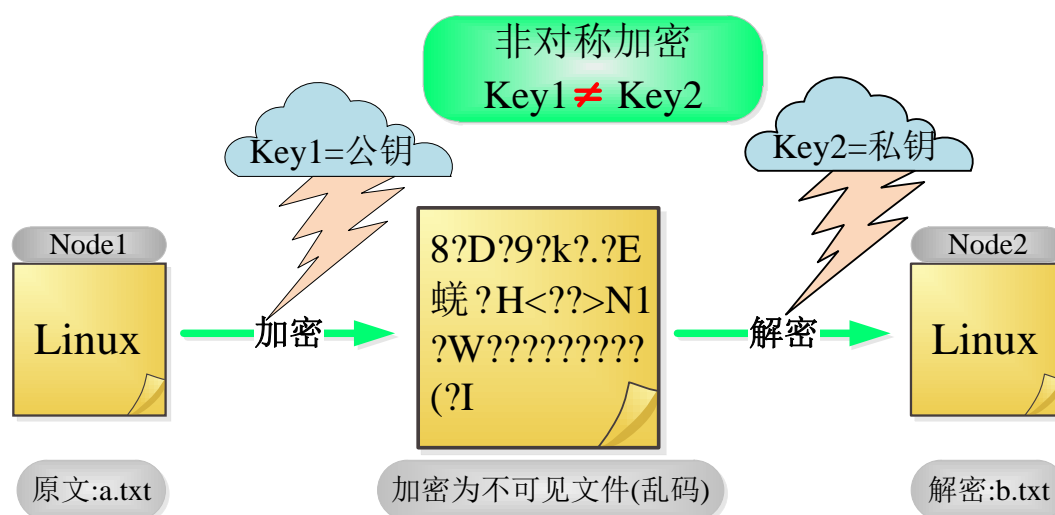 非对称加密
Key1≠ Key2
Key1=公钥
Key2=私钥
Node1
Linux
加密
8?D?9?k?.?E
蜣?H<??>N1
?W?????????
(?I
解密
Node2
Linux
原文:a.txt
加密为不可见文件(乱码)
解密:b.txt